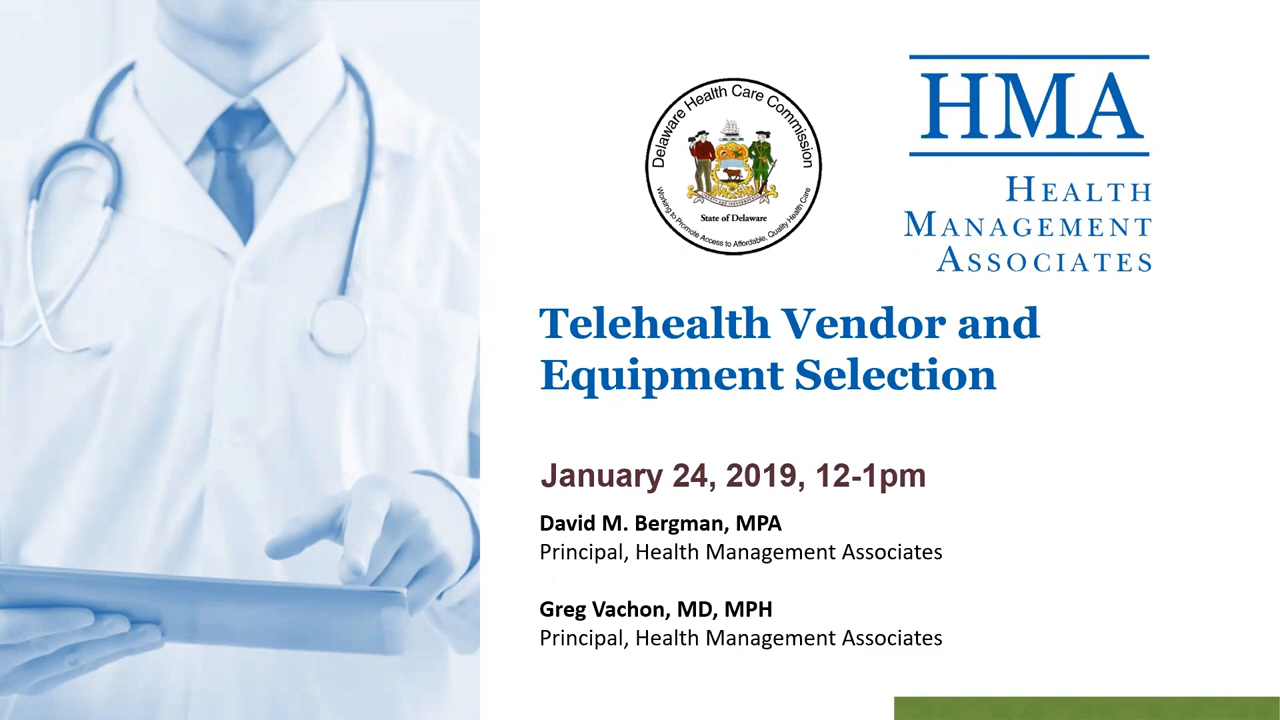 Delaware Health Care Commission
State of Delaware
Working to Promote Access to Affordable, Quality Health Care
HMA
HEALTH
MANAGEMENT
ASSOCIATES
Telehealth Vendor and
Equipment Selection
January 24, 2019, 12-1pm
David M. Bergman, MPA
Principal, Health Management Associates
Greg Vachon, MD, MPH
Principal, Health Management Associates